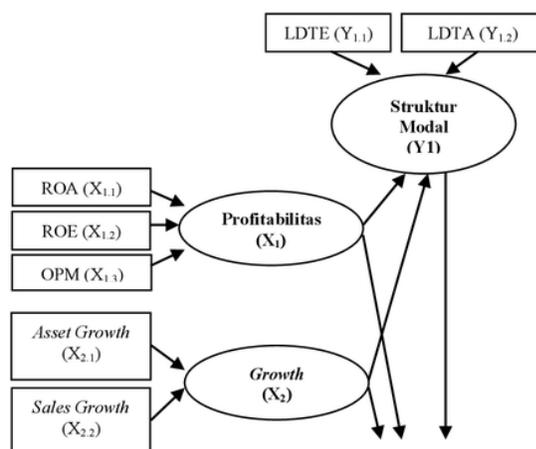 LDTE (Y1.1)
LDTA (Y1.2)
Struktur
Modal
(Y1)
ROA (X1.1)
ROE (X1.2)
OPM (X1.3)
Profitabilitas
(X1)
Asset Growth
(X2.1)
Sales Growth
(X2.2)
Growth
(X2)